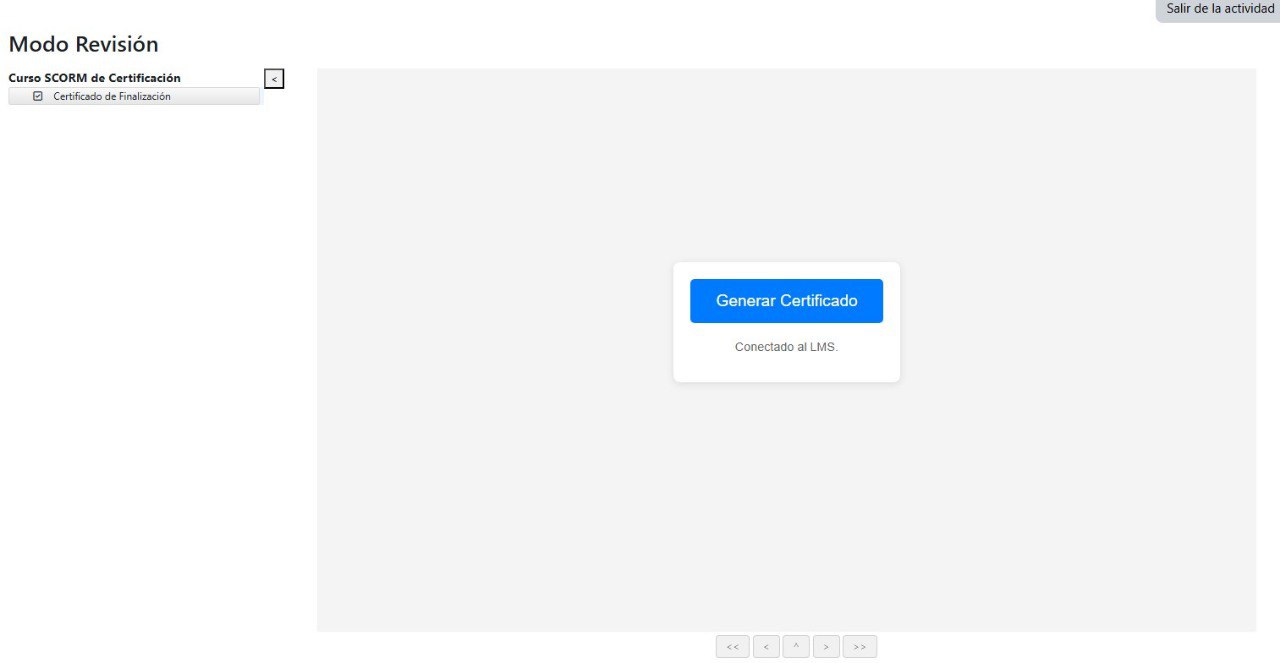 Salir de la actividad
Modo Revisión
Curso SCORM de Certificación
<
Certificado de Finalización
Generar Certificado
Conectado al LMS.
<< < ^ > >>